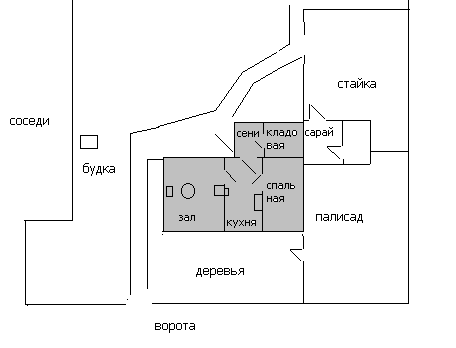 стайка
соседи
сени
кладо
вая
сарай
будка
спаль
ная
зал
кухня
палисад
деревья
ворота